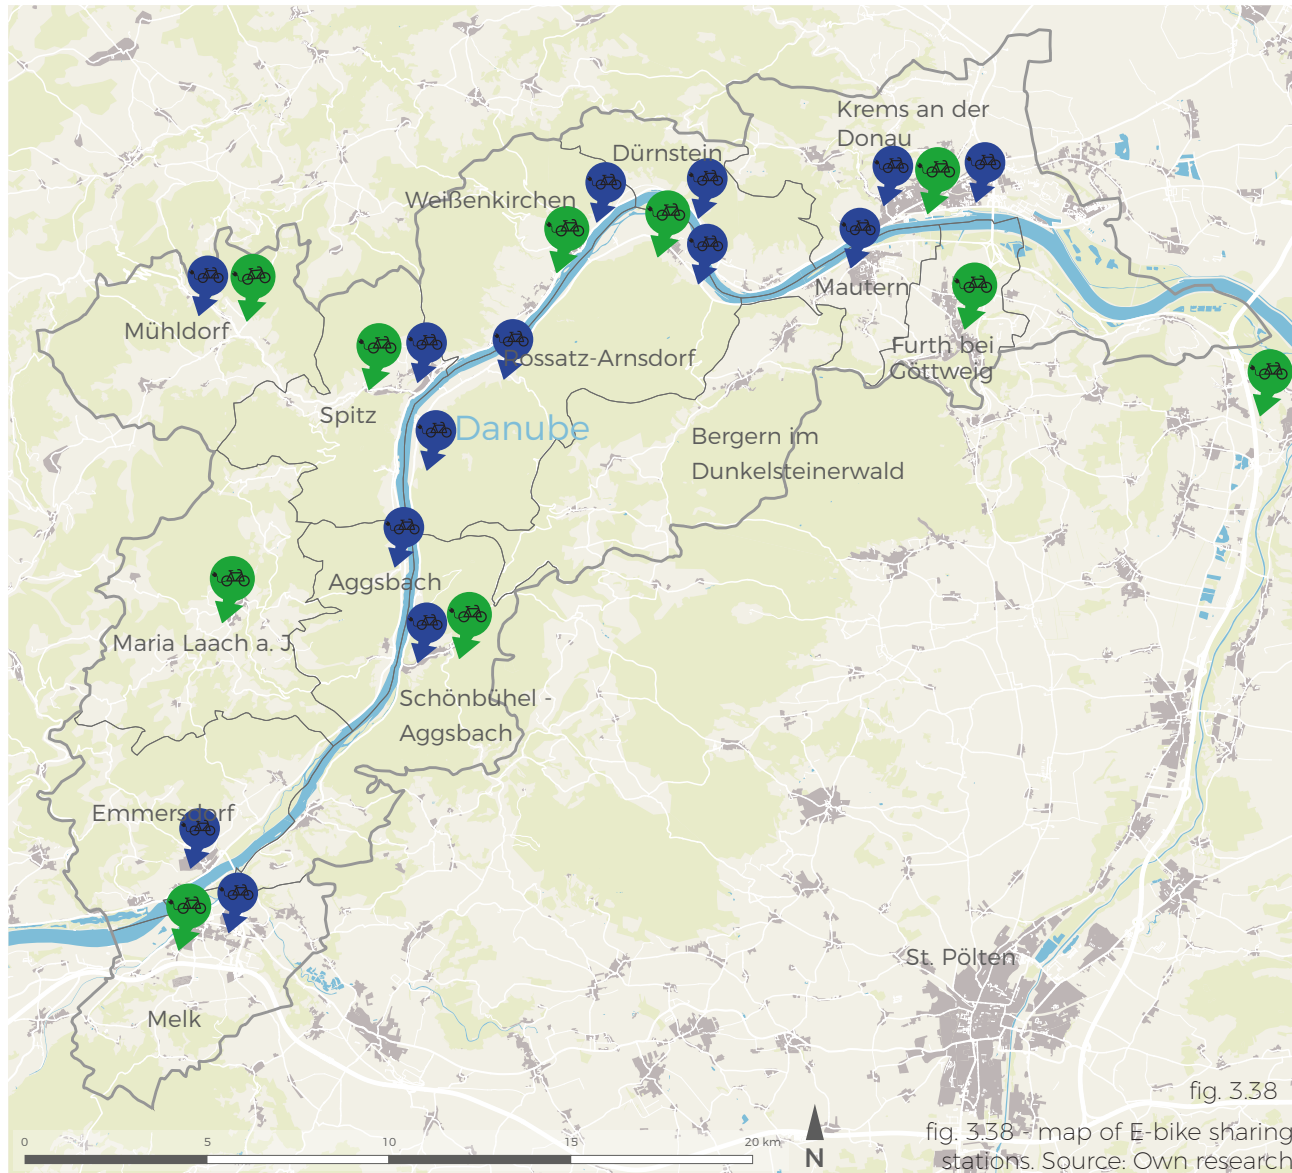 Krems an der
Donau
Dürnstein
Weißenkirchen
Mühldorf
Mautern
Furth bei
Göttweig
Rossatz-Arnsdorf
Spitz
Danube
Bergern im
Dunkelsteinerwald
Aggsbach
Maria Laach a. J.
Schönbühel -
Aggsbach
Emmersdorf
St. Pölten
Melk
fig. 3.38
0 5 10 15 20 km
N
fig. 3.38 - map of E-bike sharing
stations. Source: Own research